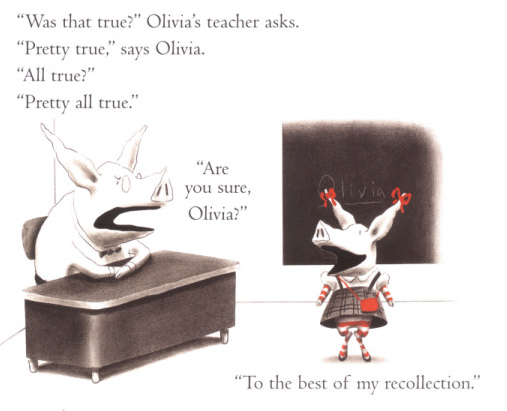 “Was that true?” Olivia’s teacher asks.
“Pretty true,” says Olivia.
“All true?”
“Pretty all true.”
“Are
you sure,
Olivia?”
Olivia
“To the best of my recollection.”